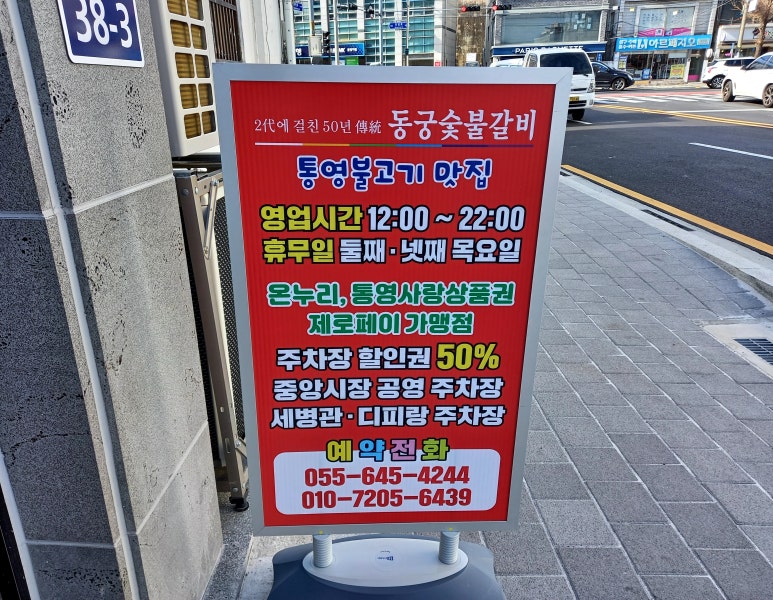 38-3
2代에 걸친 50년 傳統 동궁숯불갈비
통영불고기 맛집
영업시간 12:00 ~ 22:00
휴무일 둘째·넷째 목요일
온누리, 통영사랑상품권
제로페이 가맹점
주차장 할인권 50%
중앙시장 공영 주차장
세병관·디피랑 주차장
예약전화
055-645-4244
010-7205-6439